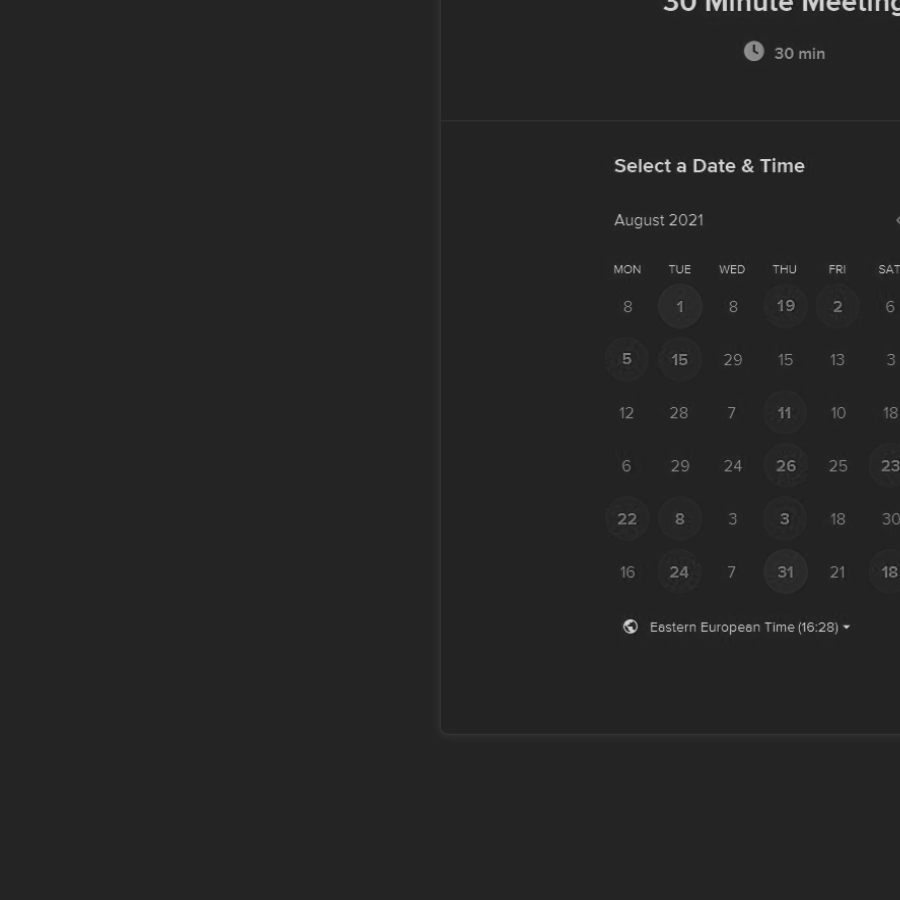 30 Minute Meeting
30 min
Select a Date & Time
August 2021
MON TUE WED THU FRI SAT
8 1 8 19 2 6
5 15 29 15 13 3
12 28 7 11 10 18
6 29 24 26 25 23
22 8 3 3 18 30
16 24 7 31 21 18
Eastern European Time (16:28)